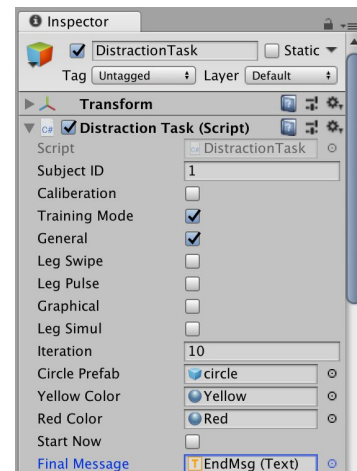 Inspector
DistractionTask Static
Tag Untagged Layer Default
Transform
Distraction Task (Script)
Script c# DistractionTask
Subject ID 1
Caliberation
Training Mode
General
Leg Swipe
Leg Pulse
Graphical
Leg Simul
Iteration 10
Circle Prefab circle
Yellow Color Yellow
Red Color Red
Start Now
Final Message T EndMsg (Text)